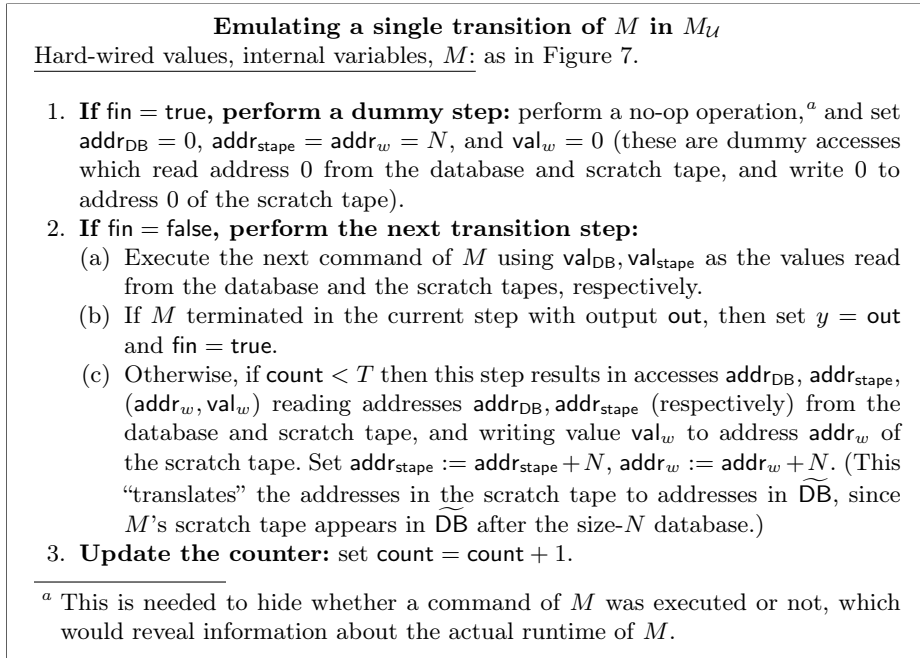 Emulating a single transition of M in M_𝒰
Hard-wired values, internal variables, M: as in Figure 7.
1. If fin = true, perform a dummy step: perform a no-op operation,ᵃ and set
addr_DB = 0, addr_stape = addr_w = N, and val_w = 0 (these are dummy accesses
which read address 0 from the database and scratch tape, and write 0 to
address 0 of the scratch tape).
2. If fin = false, perform the next transition step:
(a) Execute the next command of M using val_DB, val_stape as the values read
from the database and the scratch tapes, respectively.
(b) If M terminated in the current step with output out, then set y = out
and fin = true.
(c) Otherwise, if count < T then this step results in accesses addr_DB, addr_stape,
(addr_w, val_w) reading addresses addr_DB, addr_stape (respectively) from the
database and scratch tape, and writing value val_w to address addr_w of
the scratch tape. Set addr_stape := addr_stape + N, addr_w := addr_w + N. (This
“translates” the addresses in the scratch tape to addresses in D͂B͂, since
M’s scratch tape appears in D͂B͂ after the size-N database.)
3. Update the counter: set count = count + 1.
ᵃ This is needed to hide whether a command of M was executed or not, which
would reveal information about the actual runtime of M.